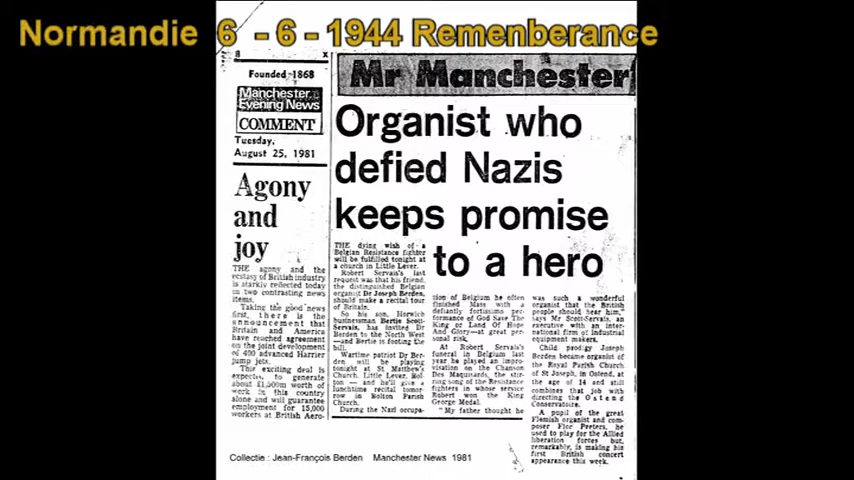 Normandie 6 - 6 - 1944 Remenberance
8
x
Founded 1868
Manchester
Evening News
COMMENT
Tuesday,
August 25, 1981
Agony
and
joy
THE agony and the
ecstasy of British industry
is starkly reflected today
in two contrasting news
items.
Taking the good news
first, there is the
announcement that
Britain and America
have reached agreement
on the joint development
of 400 advanced Harrier
jump jets.
This exciting deal is
expected to generate
about £1,500m worth of
work in this country
alone and will guarantee
employment for 15,000
workers at British Aero-
Mr Manchester
Organist who
defied Nazis
keeps promise
to a hero
THE dying wish of a
Belgian Resistance fighter
will be fulfilled tonight at
a church in Little Lever.
Robert Servais's last
request was that his friend,
the distinguished Belgian
organist Dr Joseph Berden,
should make a recital tour
of Britain.
So his son, Horwich
businessman Bertie Scott-
Servais, has invited Dr
Berden to the North West
—and Bertie is footing the
bill.
Wartime patriot Dr Ber-
den will be playing
tonight at St Matthew's
Church, Little Lever, Bol-
ton — and he'll give a
lunchtime recital tomor-
row in Bolton Parish
Church.
During the Nazi occupa-
tion of Belgium he often
finished Mass with a
defiantly fortissimo per-
formance of God Save The
King or Land Of Hope
And Glory—at great per-
sonal risk.
At Robert Servais's
funeral in Belgium last
year he played an impro-
visation on the Chanson
Des Maquisards, the stir-
ring song of the Resistance
fighters in whose service
Robert won the King
George Medal.
"My father thought he
was such a wonderful
organist that the British
people should hear him,"
says Mr Scott-Servais, an
executive with an inter-
national firm of industrial
equipment makers.
Child prodigy Joseph
Berden became organist of
the Royal Parish Church
of St Joseph, in Ostend, at
the age of 14 and still
combines that job with
directing the Ostend
Conservatoire.
A pupil of the great
Flemish organist and com-
poser Flor Peeters, he
used to play for the Allied
liberation forces but,
remarkably, is making his
first British concert
appearance this week.
Collectie : Jean-François Berden Manchester News 1981